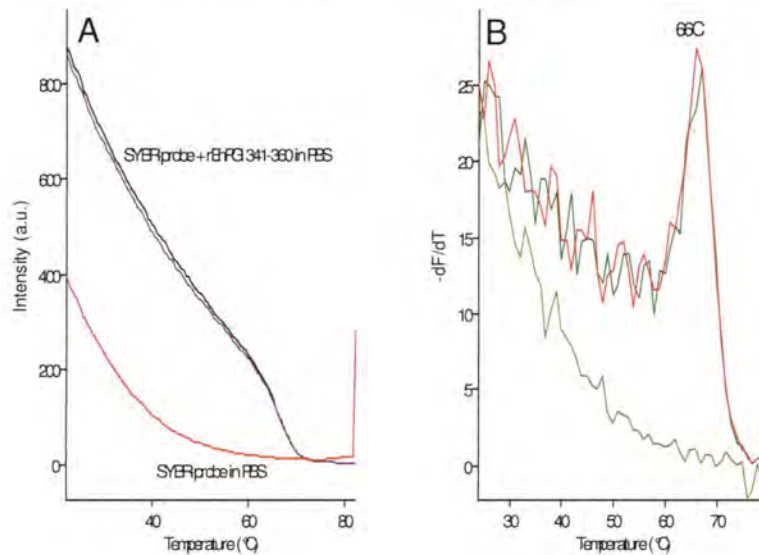 A
800
600
400
200
0
Intensity (a.u.)
SYBR probe + rEhPGI 341-360 in PBS
SYBR probe in PBS
40
60
80
Temperature (°C)
B
66C
25
20
15
10
5
0
-dF/dT
30
40
50
60
70
Temperature (°C)